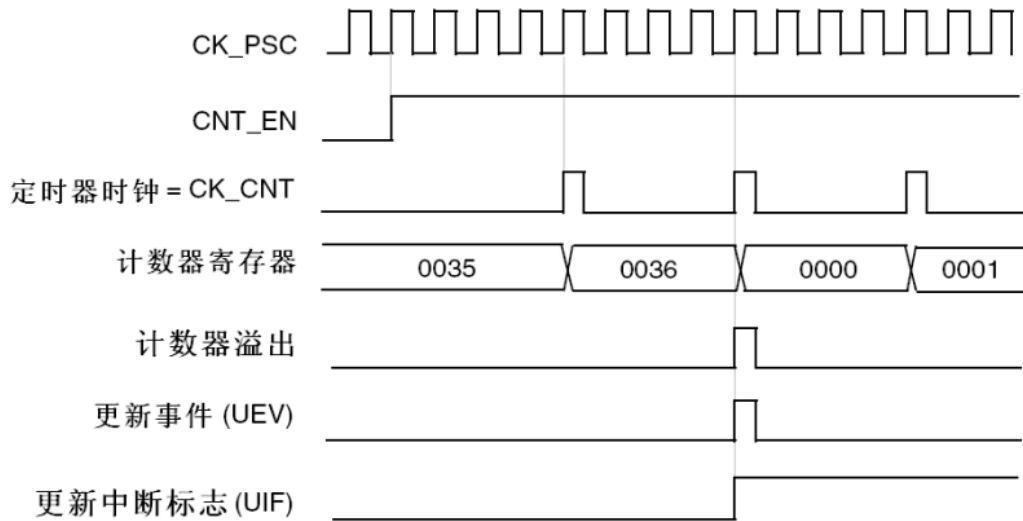 CK_PSC
CNT_EN
定时器时钟 = CK_CNT
计数器寄存器 0035 0036 0000 0001
计数器溢出
更新事件 (UEV)
更新中断标志 (UIF)